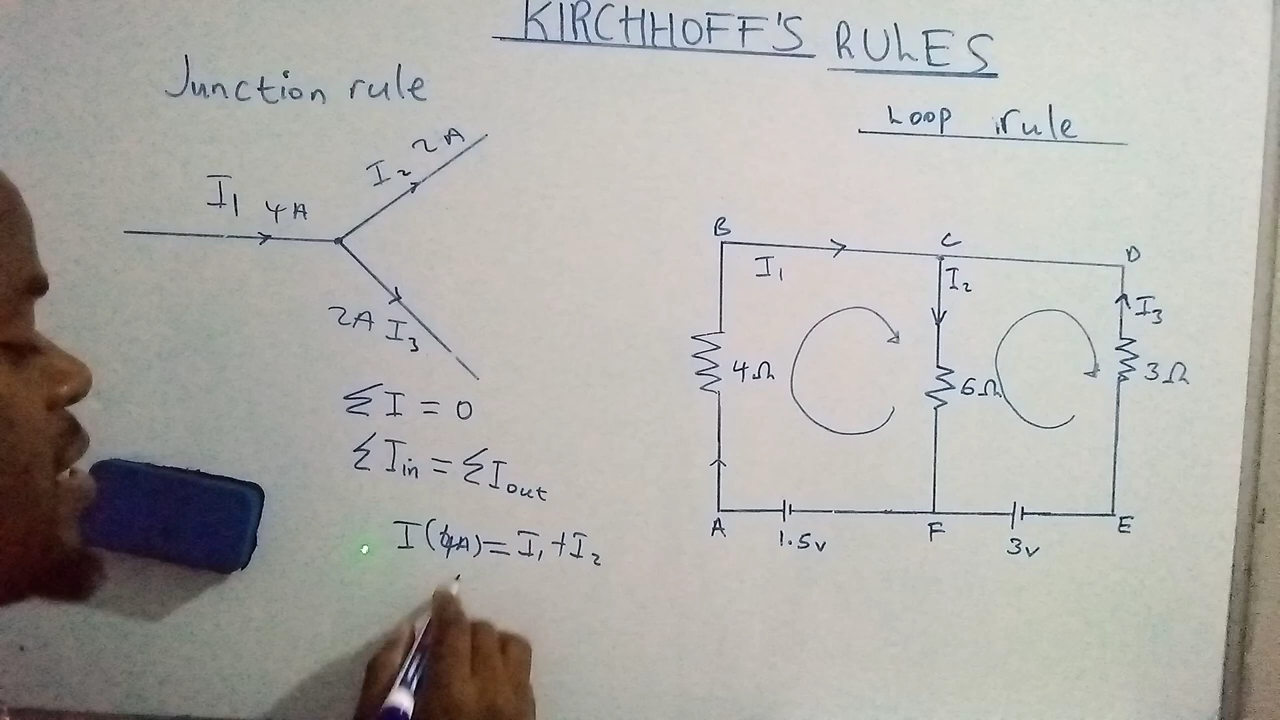 KIRCHHOFF'S RULES
Junction rule
Loop rule
I₁ 4A
I₂ 2A
2A I₃
ΣI = 0
ΣIin = ΣIout
I(4A) = I₁ + I₂
B
C
D
I₁
I₂
I₃
4Ω
6Ω
3Ω
A
F
E
1.5v
3v